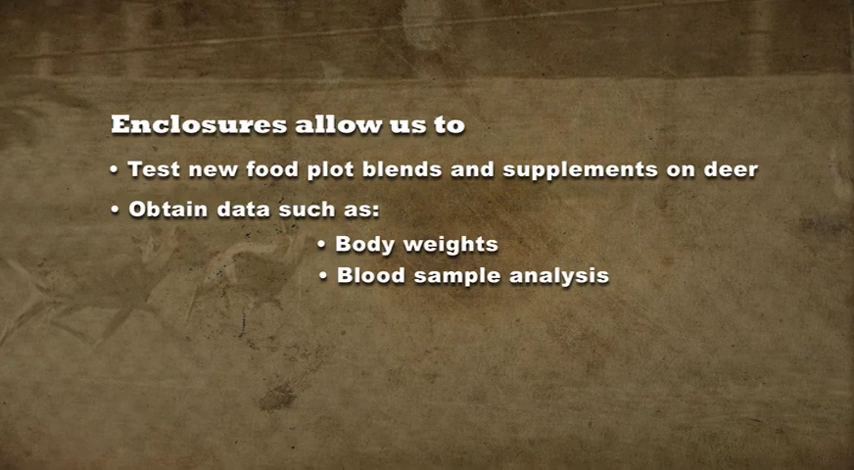 Enclosures allow us to
• Test new food plot blends and supplements on deer
• Obtain data such as:
• Body weights
• Blood sample analysis